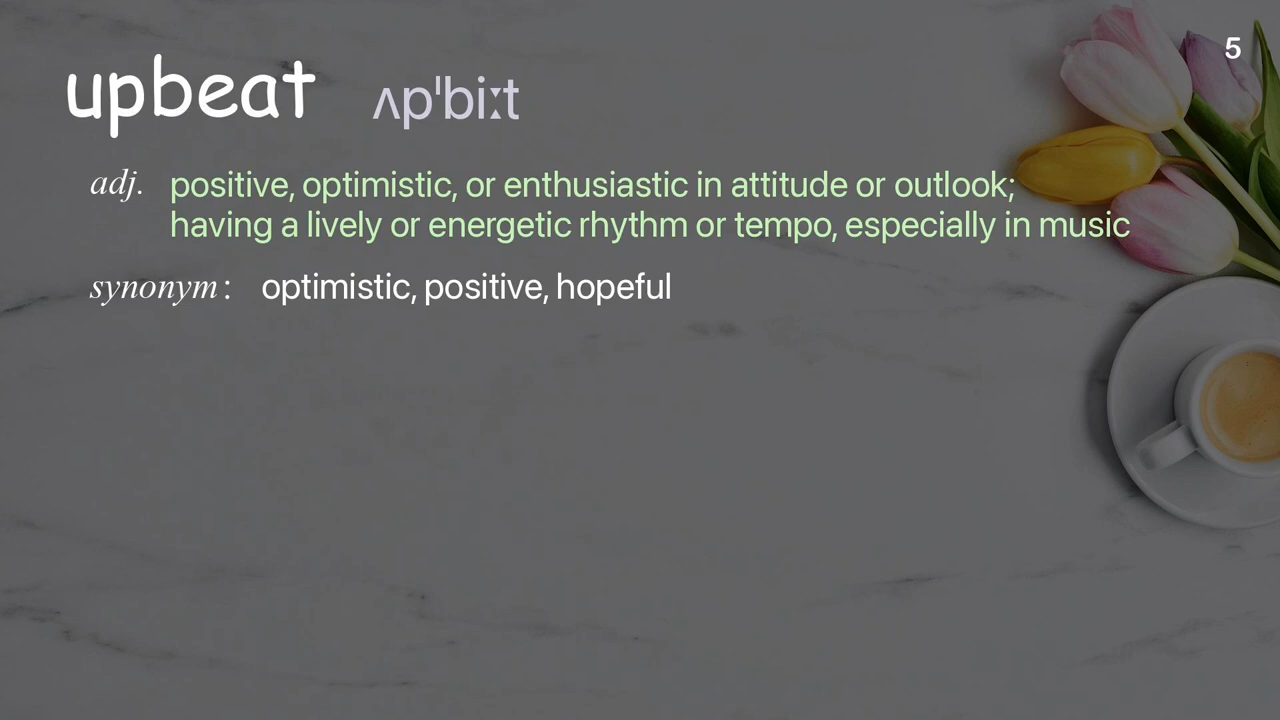 5
upbeat ʌpˈbiːt
adj. positive, optimistic, or enthusiastic in attitude or outlook;
having a lively or energetic rhythm or tempo, especially in music
synonym : optimistic, positive, hopeful